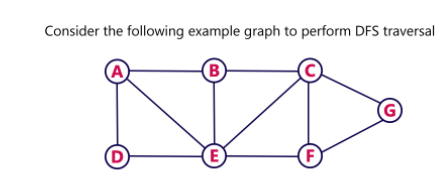 Consider the following example graph to perform DFS traversal
A B C
G
D E F